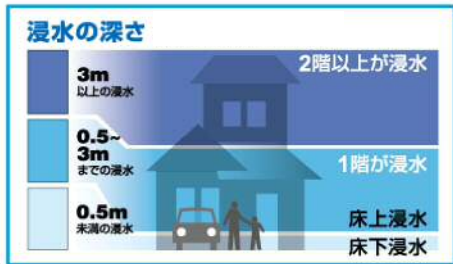 浸水の深さ
3m
以上の浸水
2階以上が浸水
0.5~
3m
までの浸水
1階が浸水
0.5m
未満の浸水
床上浸水
床下浸水